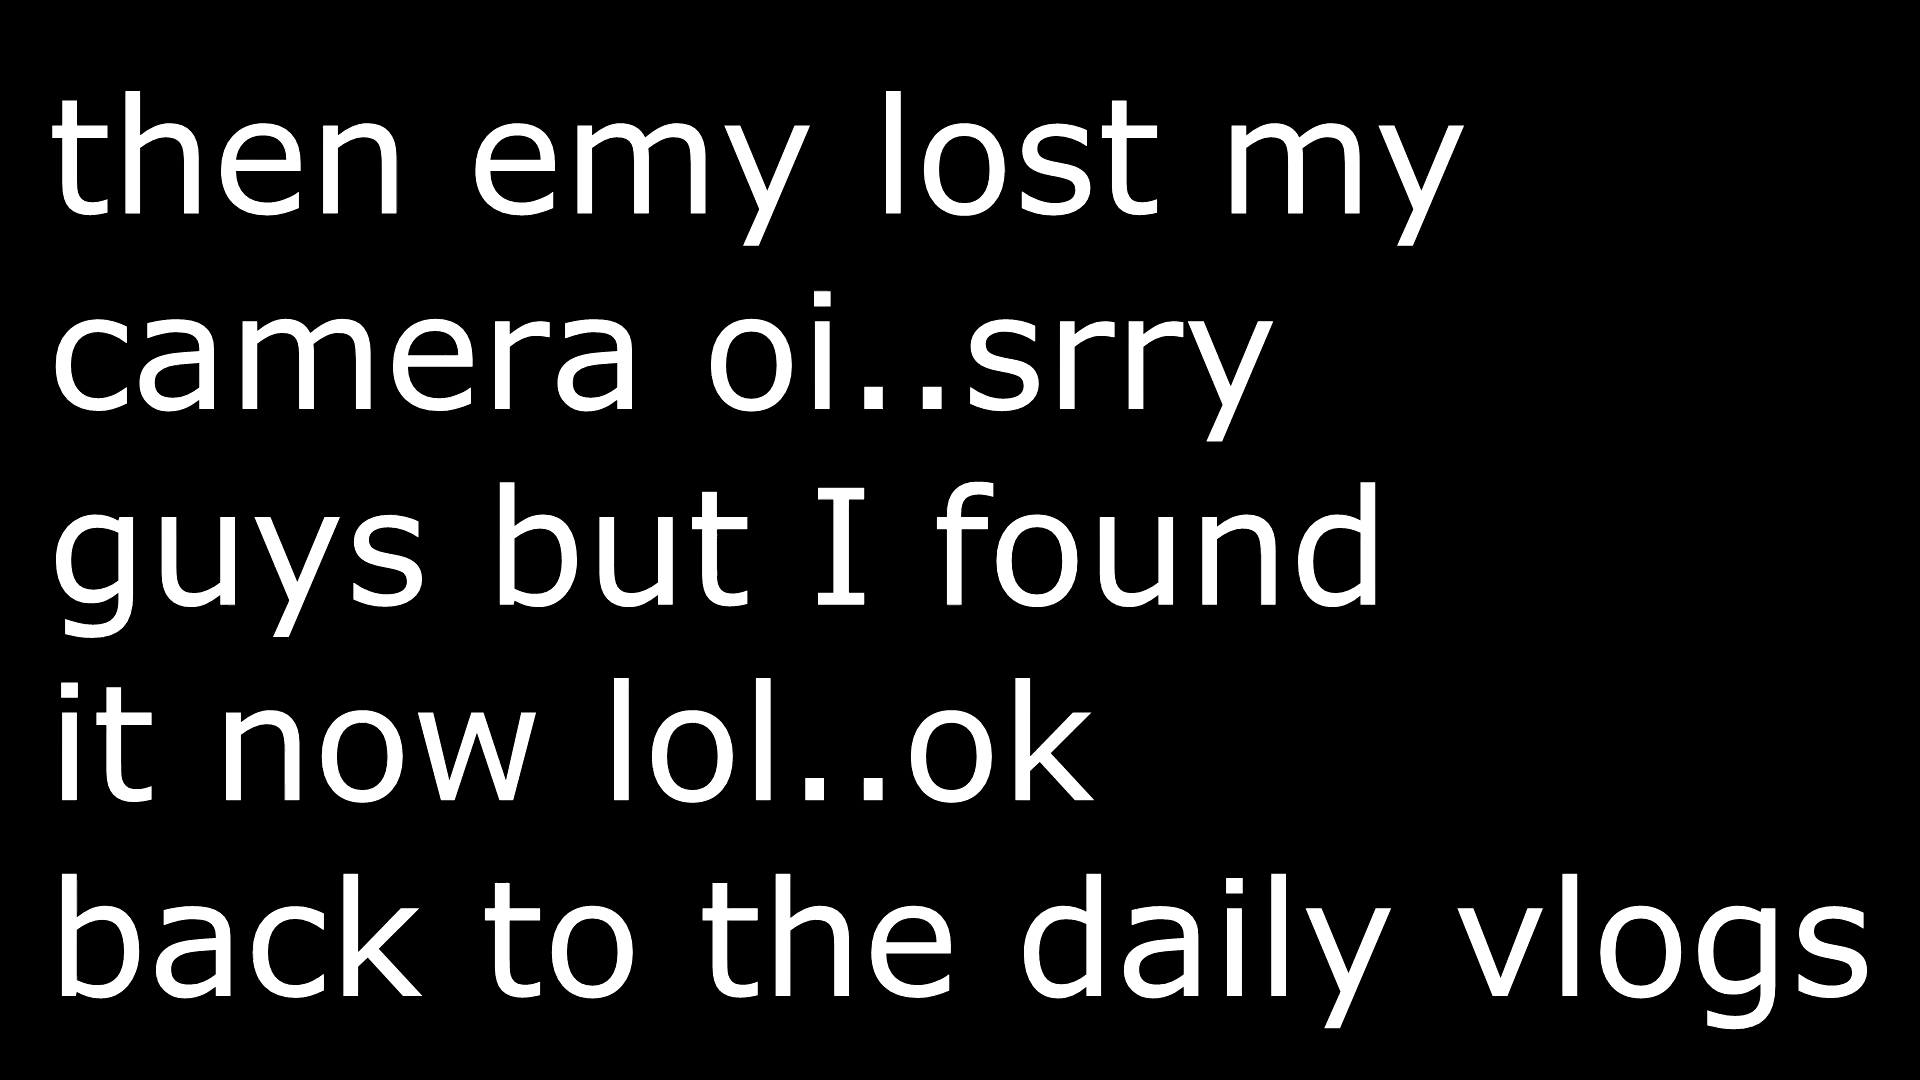 then emy lost my
camera oi..srry
guys but I found
it now lol..ok
back to the daily vlogs